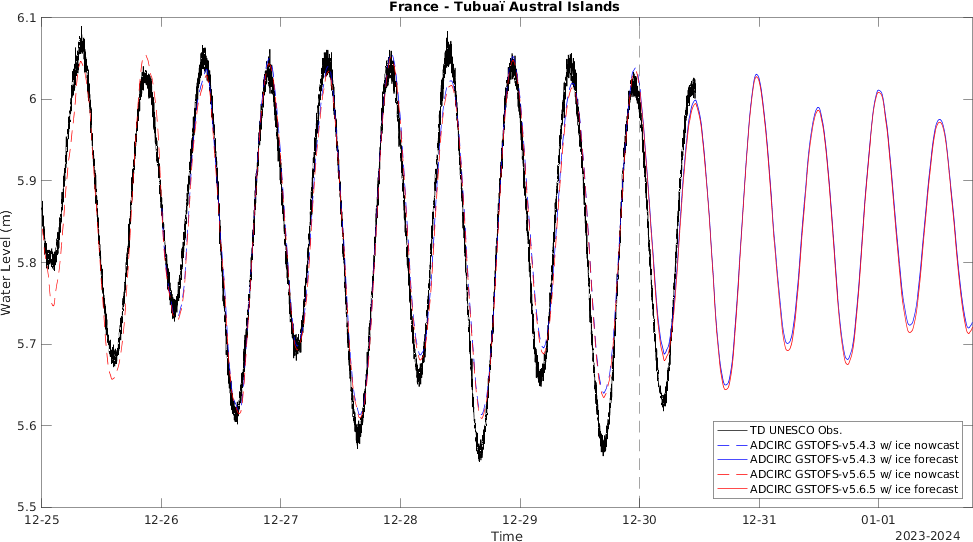 France - Tubuaï Austral Islands
6.1
6
5.9
5.8
5.7
5.6
5.5
Water Level (m)
TD UNESCO Obs.
ADCIRC GSTOFS-v5.4.3 w/ ice nowcast
ADCIRC GSTOFS-v5.4.3 w/ ice forecast
ADCIRC GSTOFS-v5.6.5 w/ ice nowcast
ADCIRC GSTOFS-v5.6.5 w/ ice forecast
12-25 12-26 12-27 12-28 12-29 12-30 12-31 01-01
Time
2023-2024